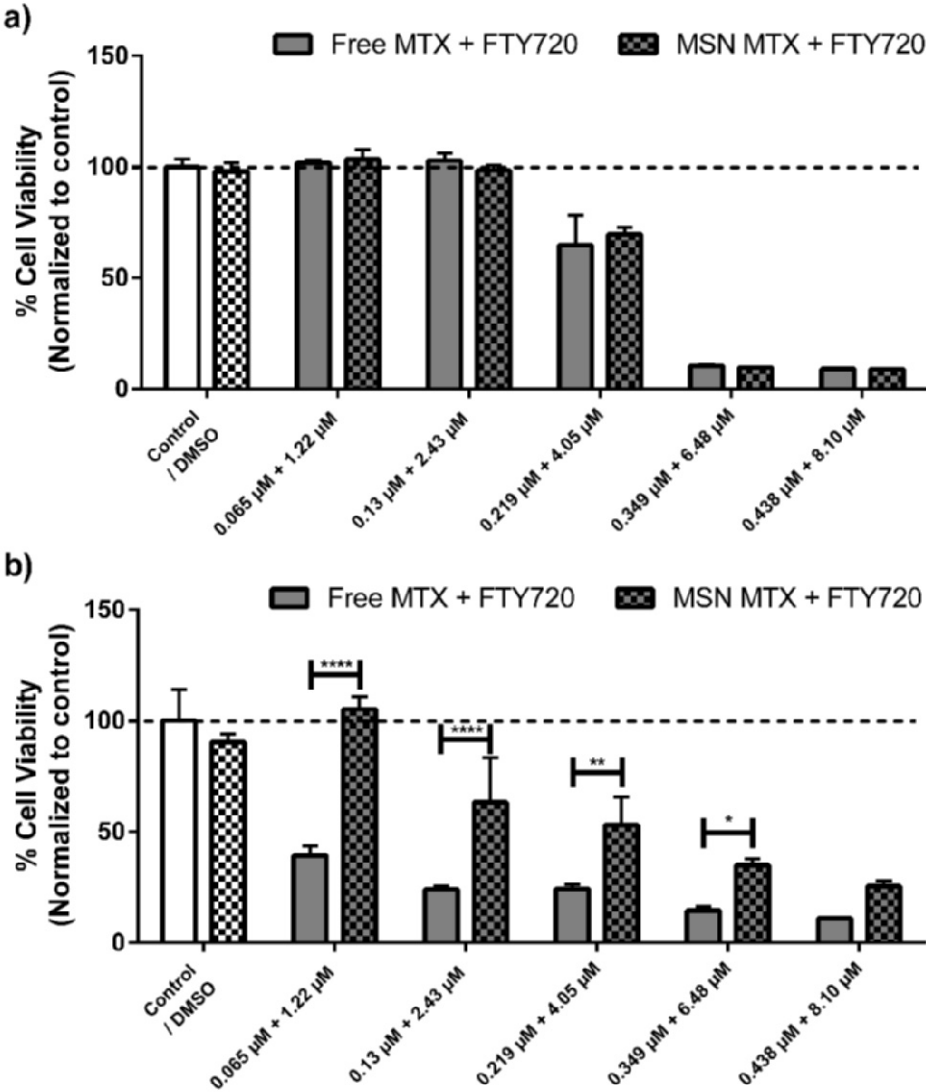 a)
Free MTX + FTY720
MSN MTX + FTY720
% Cell Viability
(Normalized to control)
150
100
50
0
Control
/ DMSO
0.065 µM + 1.22 µM
0.13 µM + 2.43 µM
0.219 µM + 4.05 µM
0.349 µM + 6.48 µM
0.438 µM + 8.10 µM
b)
Free MTX + FTY720
MSN MTX + FTY720
% Cell Viability
(Normalized to control)
150
100
50
0
****
****
**
*
Control
/ DMSO
0.065 µM + 1.22 µM
0.13 µM + 2.43 µM
0.219 µM + 4.05 µM
0.349 µM + 6.48 µM
0.438 µM + 8.10 µM